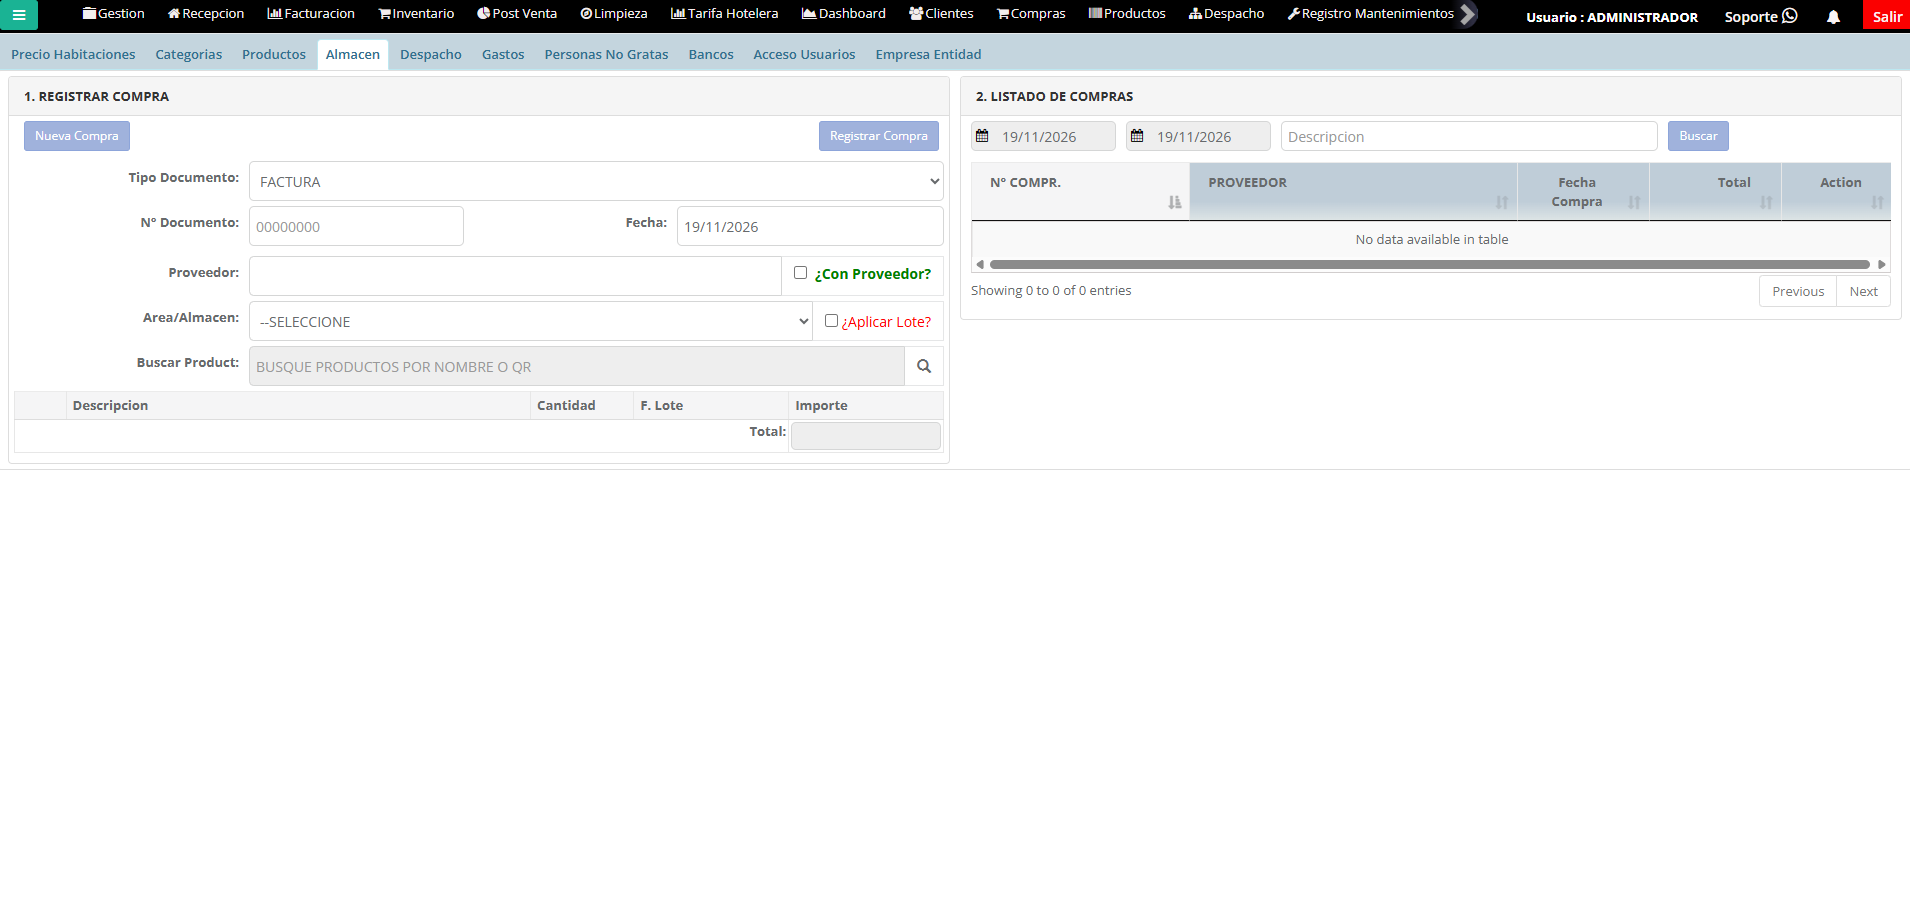 Gestion Recepcion Facturacion Inventario Post Venta Limpieza Tarifa Hotelera Dashboard Clientes Compras Productos Despacho Registro Mantenimientos Usuario : ADMINISTRADOR Soporte Salir
Precio Habitaciones Categorias Productos Almacen Despacho Gastos Personas No Gratas Bancos Acceso Usuarios Empresa Entidad
1. REGISTRAR COMPRA
Nueva Compra Registrar Compra
Tipo Documento: FACTURA
N° Documento: 00000000 Fecha: 19/11/2026
Proveedor: ¿Con Proveedor?
Area/Almacen: --SELECCIONE ¿Aplicar Lote?
Buscar Product: BUSQUE PRODUCTOS POR NOMBRE O QR
Descripcion Cantidad F. Lote Importe
Total:
2. LISTADO DE COMPRAS
19/11/2026 19/11/2026 Descripcion Buscar
N° COMPR. PROVEEDOR Fecha Compra Total Action
No data available in table
Showing 0 to 0 of 0 entries Previous Next